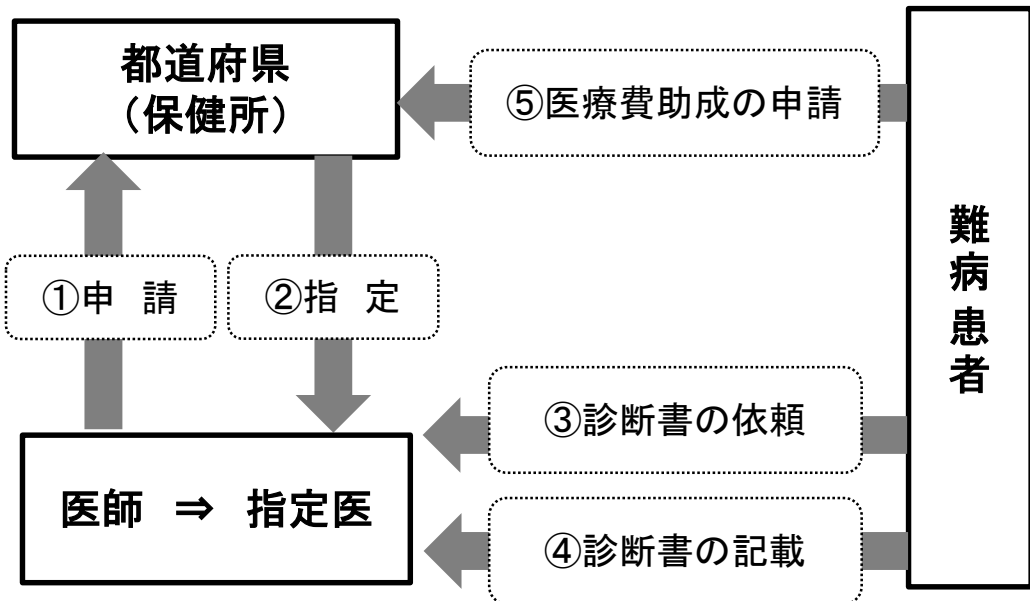 都道府県
（保健所）
⑤医療費助成の申請
①申　請
②指　定
難病患者
③診断書の依頼
医師　⇒　指定医
④診断書の記載